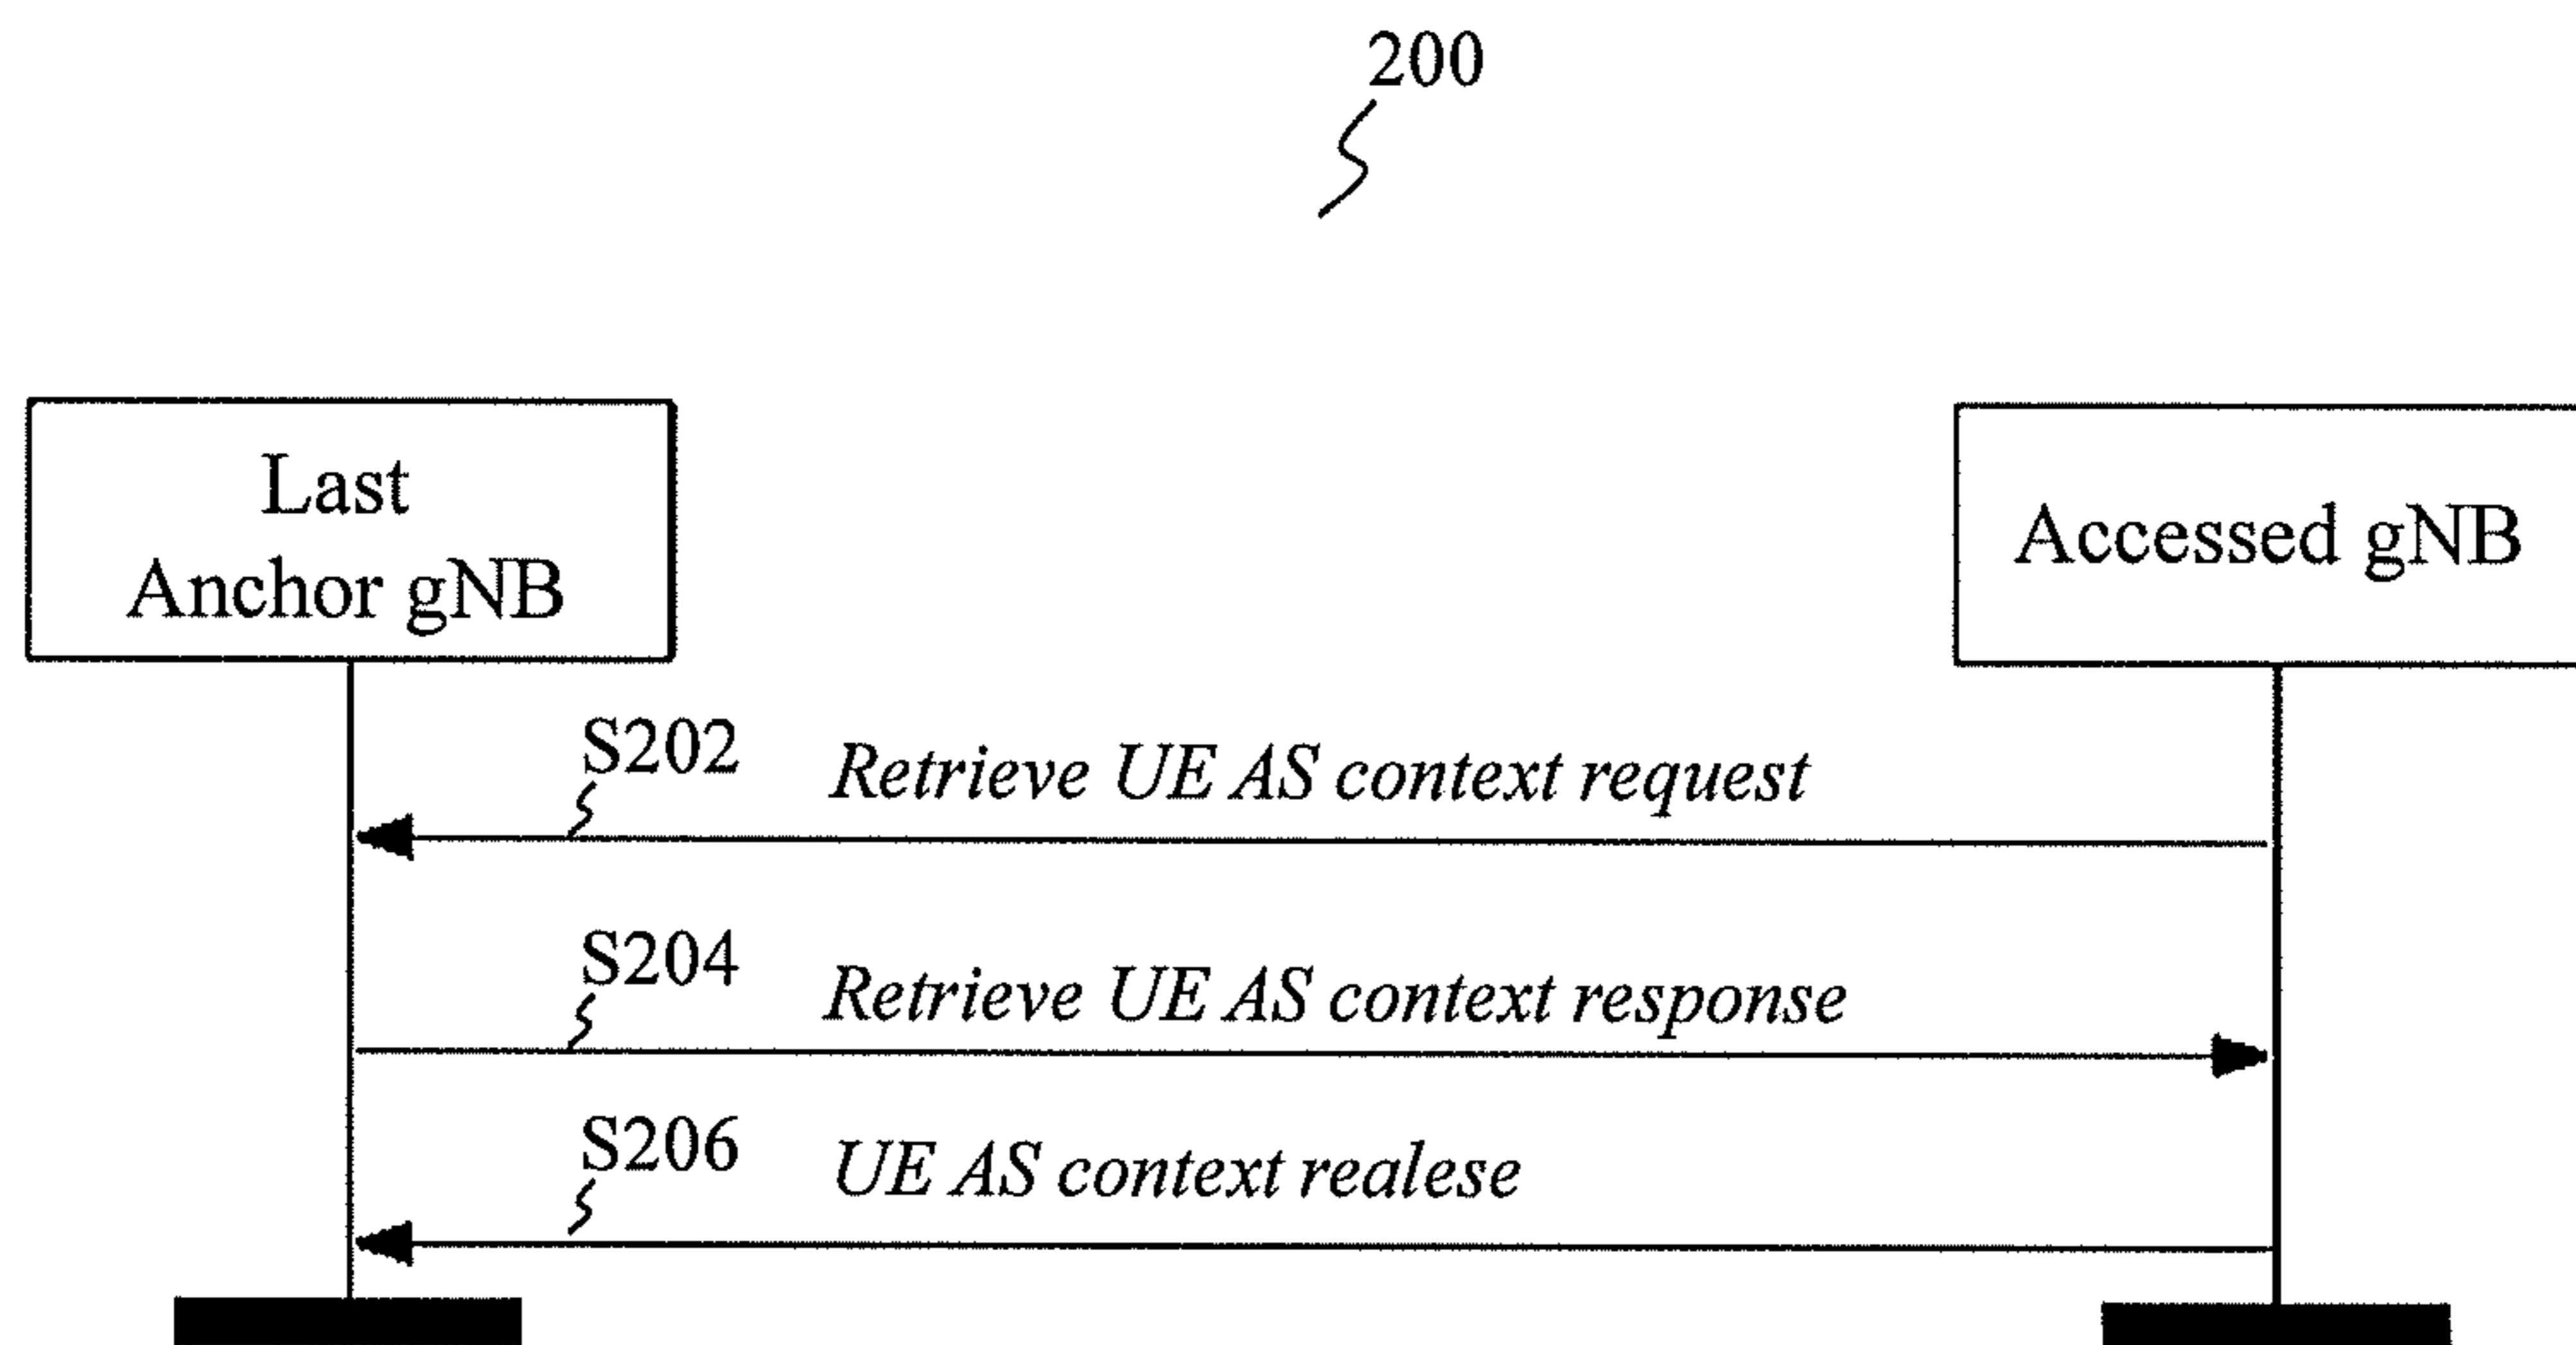 200
Last
Anchor gNB
Accessed gNB
S202 Retrieve UE AS context request
S204 Retrieve UE AS context response
S206 UE AS context realese